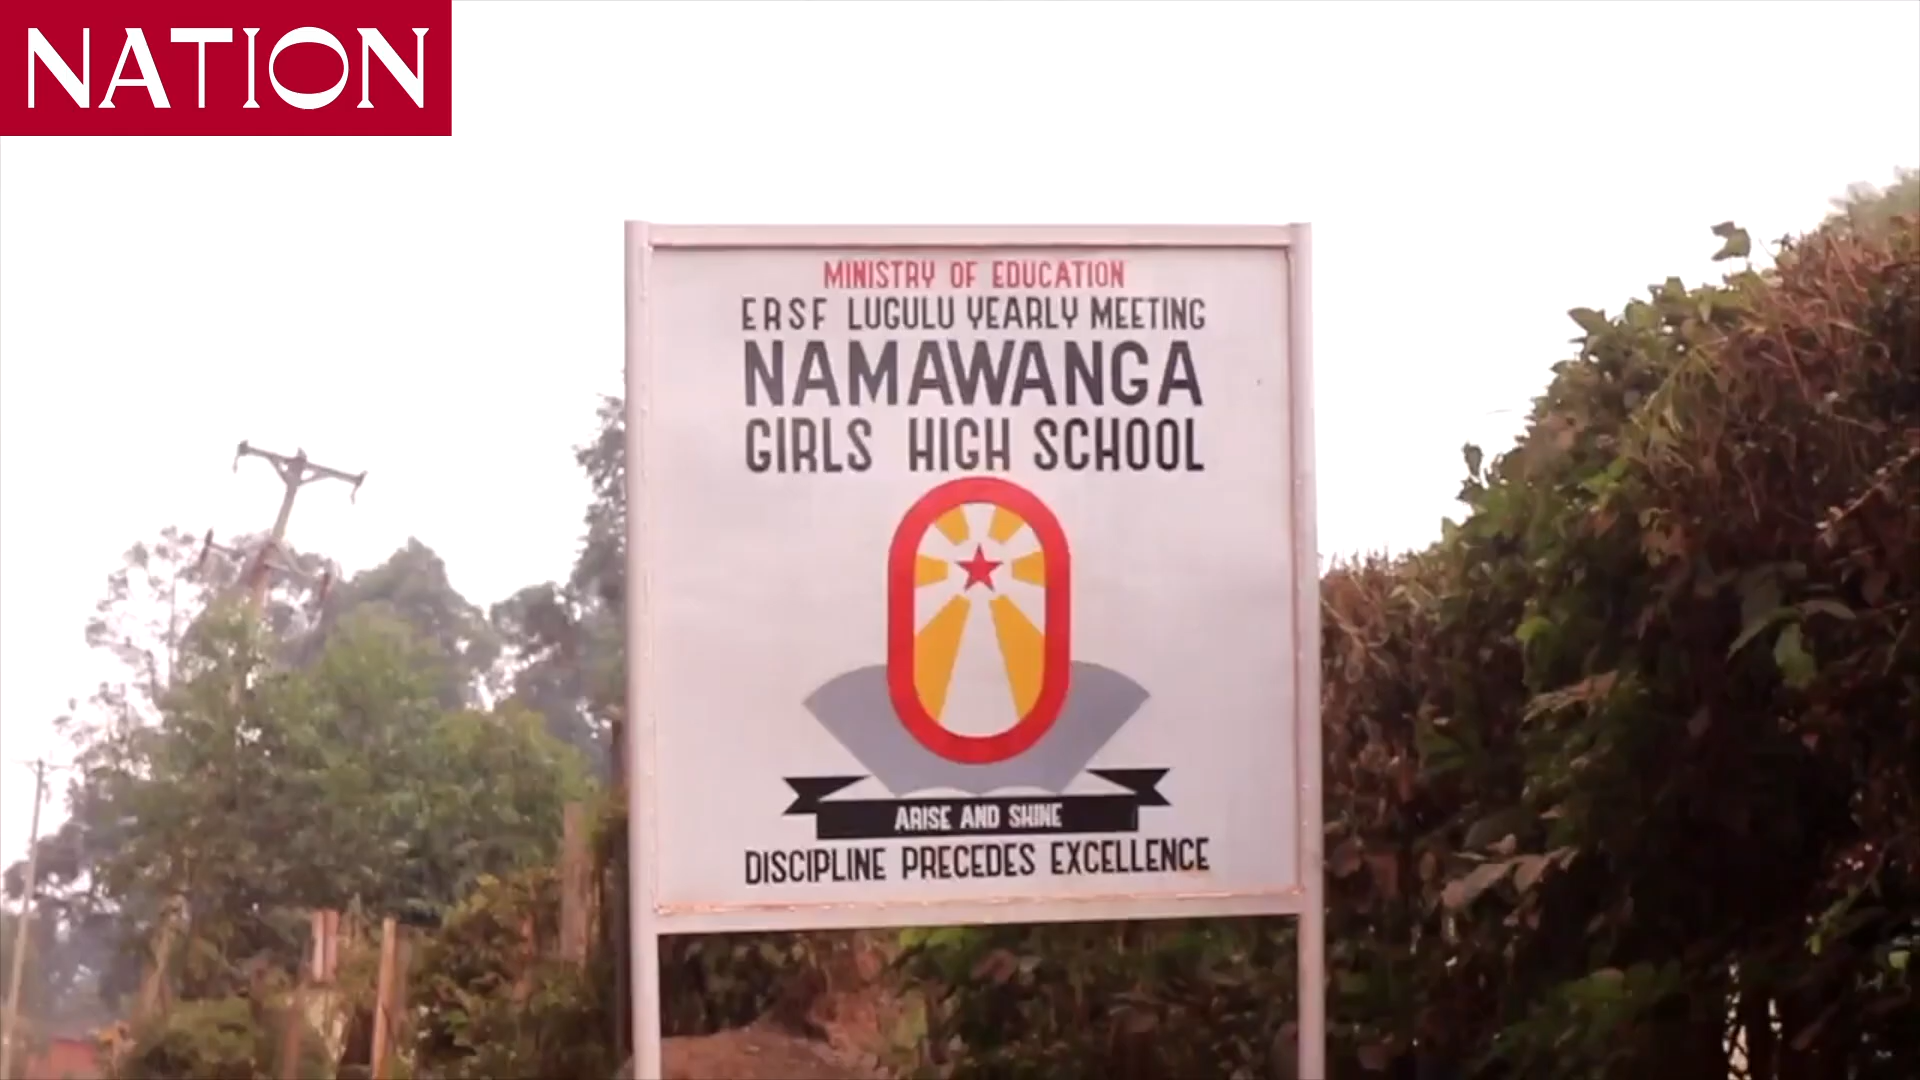 NATION
MINISTRY OF EDUCATION
EASF LUGULU YEARLY MEETING
NAMAWANGA
GIRLS HIGH SCHOOL
ARISE AND SHINE
DISCIPLINE PRECEDES EXCELLENCE